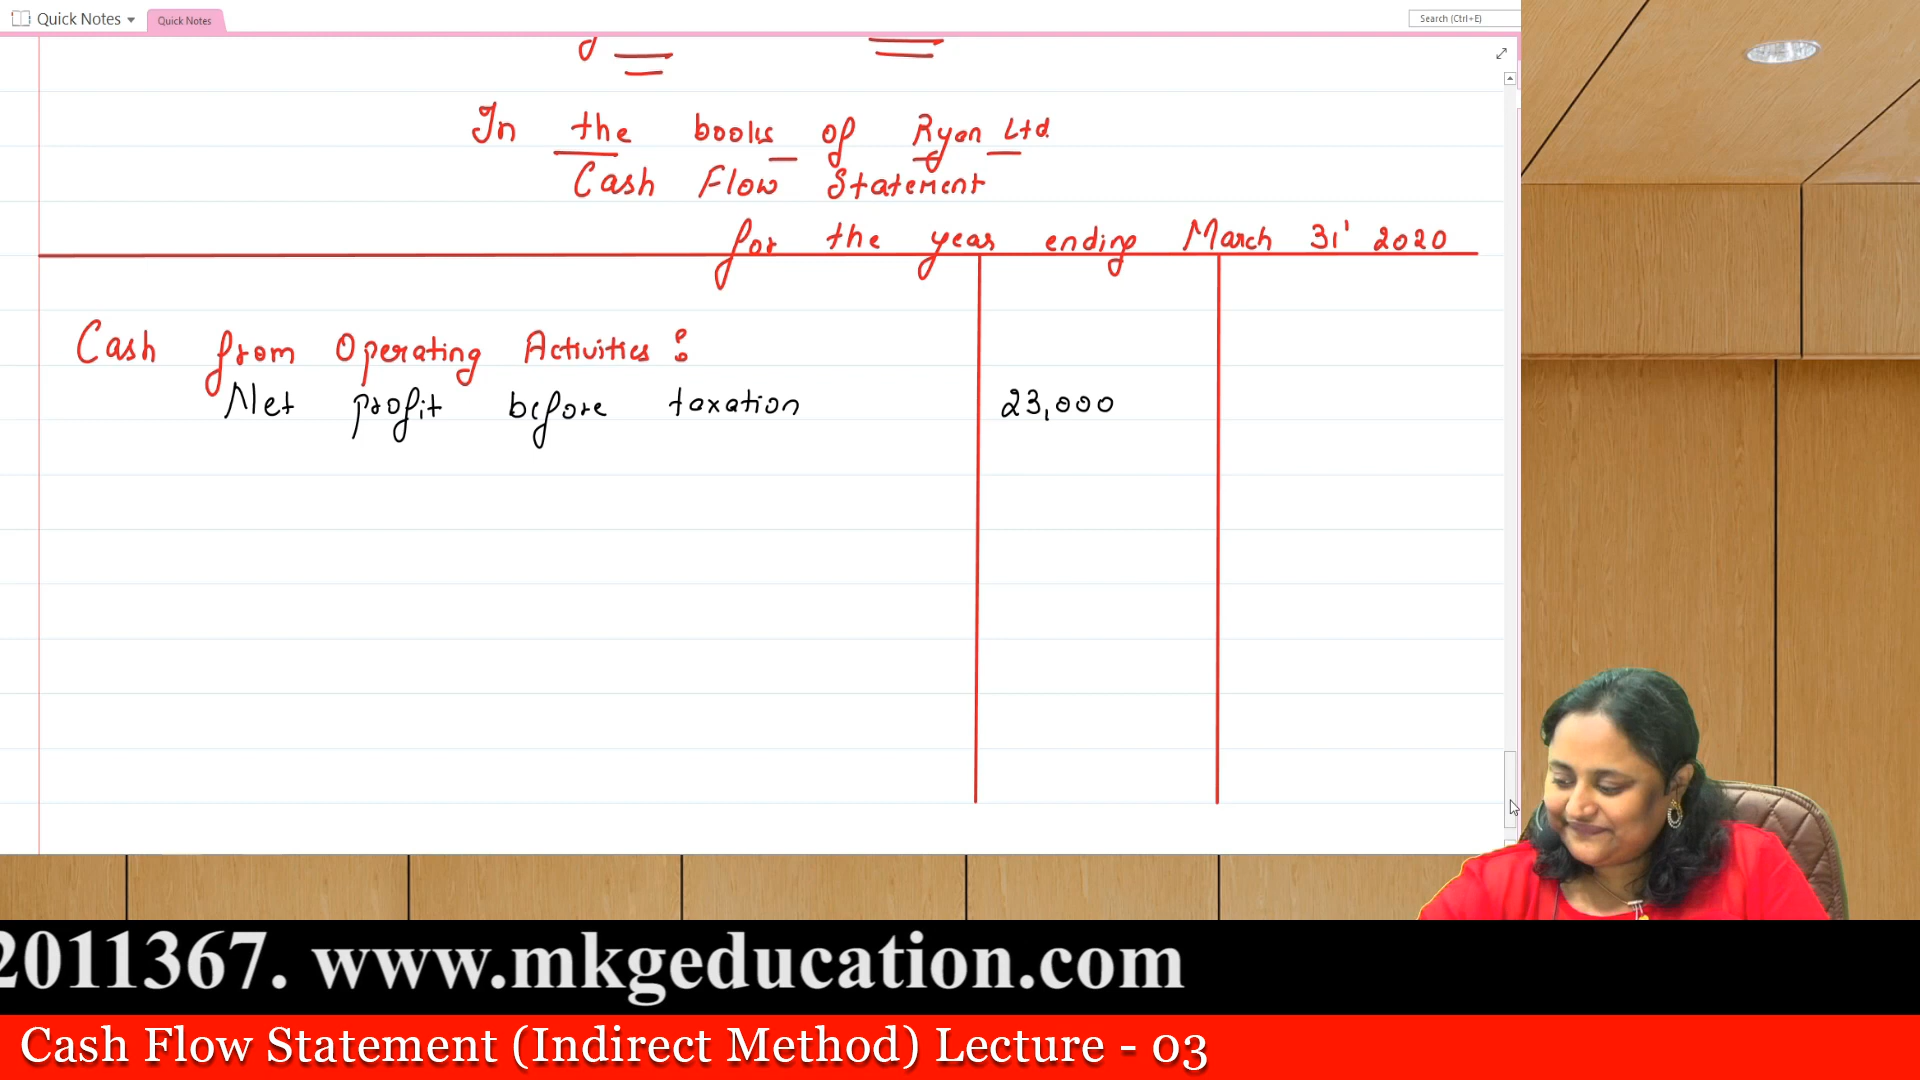 Quick Notes
Quick Notes
Search (Ctrl+E)
In the books of Ryan Ltd.
Cash Flow Statement
for the year ending March 31' 2020
Cash from Operating Activities :
Net profit before taxation 23,000
2011367. www.mkgeducation.com
Cash Flow Statement (Indirect Method) Lecture - 03